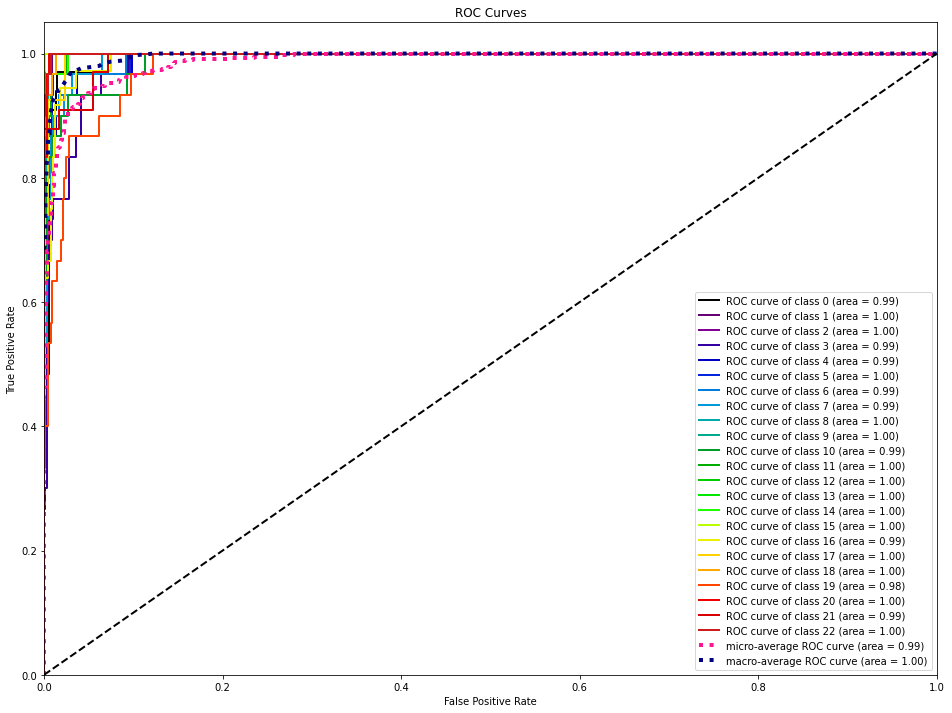 ROC Curves
True Positive Rate
1.0
0.8
0.6
0.4
0.2
0.0
ROC curve of class 0 (area = 0.99)
ROC curve of class 1 (area = 1.00)
ROC curve of class 2 (area = 1.00)
ROC curve of class 3 (area = 0.99)
ROC curve of class 4 (area = 0.99)
ROC curve of class 5 (area = 1.00)
ROC curve of class 6 (area = 0.99)
ROC curve of class 7 (area = 0.99)
ROC curve of class 8 (area = 1.00)
ROC curve of class 9 (area = 1.00)
ROC curve of class 10 (area = 0.99)
ROC curve of class 11 (area = 1.00)
ROC curve of class 12 (area = 1.00)
ROC curve of class 13 (area = 1.00)
ROC curve of class 14 (area = 1.00)
ROC curve of class 15 (area = 1.00)
ROC curve of class 16 (area = 0.99)
ROC curve of class 17 (area = 1.00)
ROC curve of class 18 (area = 1.00)
ROC curve of class 19 (area = 0.98)
ROC curve of class 20 (area = 1.00)
ROC curve of class 21 (area = 0.99)
ROC curve of class 22 (area = 1.00)
micro-average ROC curve (area = 0.99)
macro-average ROC curve (area = 1.00)
0.0 0.2 0.4 0.6 0.8 1.0
False Positive Rate